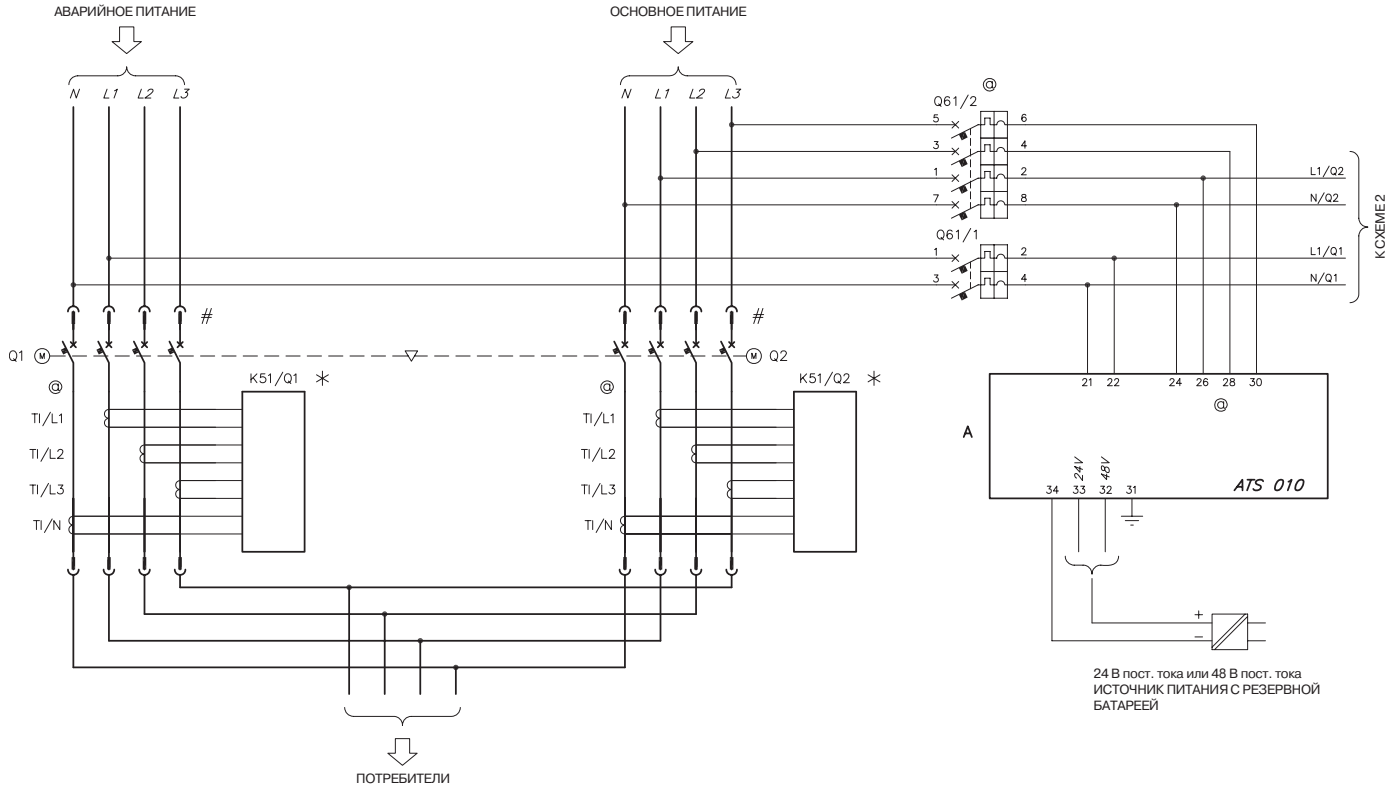 АВАРИЙНОЕ ПИТАНИЕ
ОСНОВНОЕ ПИТАНИЕ
N L1 L2 L3
N L1 L2 L3
@
Q61/2
5 6
3 4
1 2 L1/Q2
7 8 N/Q2
Q61/1
1 2 L1/Q1
3 4 N/Q1
К СХЕМЕ 2
#
#
Q1 M
M Q2
@
K51/Q1 *
@
K51/Q2 *
TI/L1
TI/L2
TI/L3
TI/N
TI/L1
TI/L2
TI/L3
TI/N
21 22 24 26 28 30
@
A
24V
48V
ATS 010
34 33 32 31
+
−
24 В пост. тока или 48 В пост. тока
ИСТОЧНИК ПИТАНИЯ С РЕЗЕРВНОЙ
БАТАРЕЕЙ
ПОТРЕБИТЕЛИ